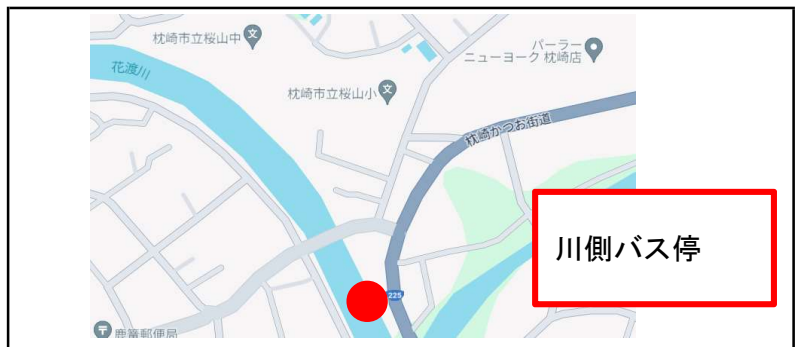 枕崎市立桜山中
パーラー
ニューヨーク 枕崎店
花渡川
枕崎市立桜山小
枕崎かつお街道
川側バス停
225
鹿籠郵便局